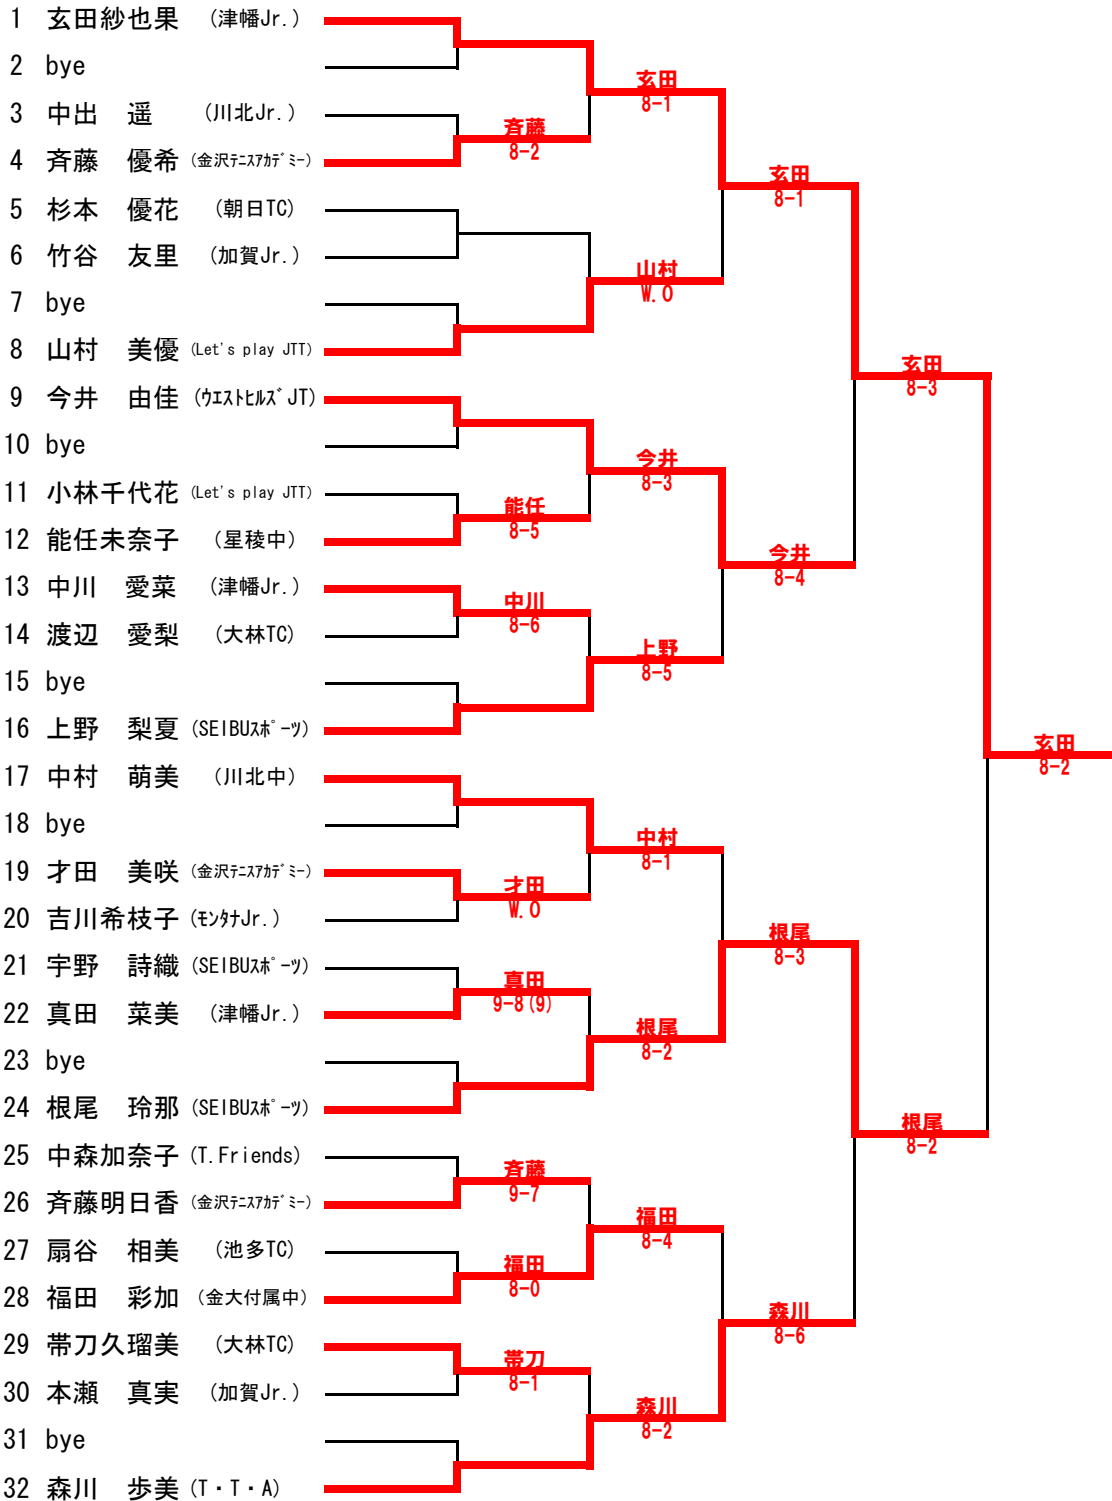 1 玄田紗也果 (津幡Jr.)
2 bye
玄田
8-1
3 中出 遥 (川北Jr.)
斉藤
8-2
4 斉藤 優希 (金沢ﾃﾆｽｱｶﾃﾞﾐｰ)
玄田
8-1
5 杉本 優花 (朝日TC)
6 竹谷 友里 (加賀Jr.)
山村
W.O
7 bye
8 山村 美優 (Let's play JTT)
玄田
8-3
9 今井 由佳 (ｳｴｽﾄﾋﾙｽﾞJT)
10 bye
今井
8-3
11 小林千代花 (Let's play JTT)
能任
8-5
12 能任未奈子 (星稜中)
今井
8-4
13 中川 愛菜 (津幡Jr.)
中川
8-6
14 渡辺 愛梨 (大林TC)
上野
8-5
15 bye
16 上野 梨夏 (SEIBUｽﾎﾟｰﾂ)
玄田
8-2
17 中村 萌美 (川北中)
18 bye
中村
8-1
19 才田 美咲 (金沢ﾃﾆｽｱｶﾃﾞﾐｰ)
才田
W.O
20 吉川希枝子 (ﾓﾝﾀﾅJr.)
根尾
8-3
21 宇野 詩織 (SEIBUｽﾎﾟｰﾂ)
真田
9-8(9)
22 真田 菜美 (津幡Jr.)
根尾
8-2
23 bye
24 根尾 玲那 (SEIBUｽﾎﾟｰﾂ)
根尾
8-2
25 中森加奈子 (T.Friends)
斉藤
9-7
26 斉藤明日香 (金沢ﾃﾆｽｱｶﾃﾞﾐｰ)
福田
8-4
27 扇谷 相美 (池多TC)
福田
8-0
28 福田 彩加 (金大付属中)
森川
8-6
29 帯刀久瑠美 (大林TC)
帯刀
8-1
30 本瀬 真実 (加賀Jr.)
森川
8-2
31 bye
32 森川 歩美 (T・T・A)